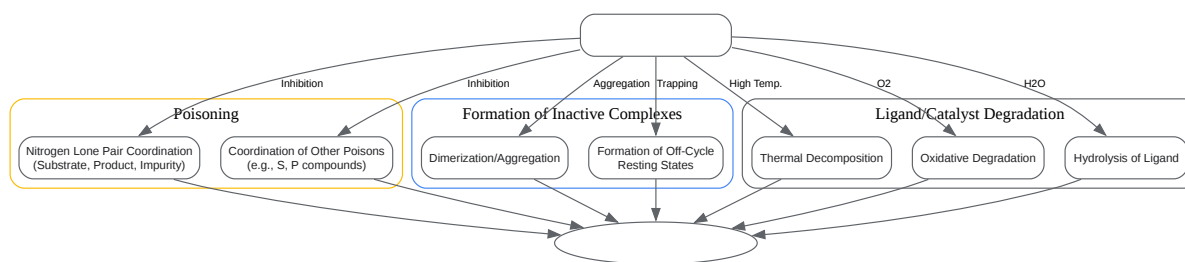 Inhibition
Inhibition
Aggregation
Trapping
High Temp.
O2
H2O
Poisoning
Formation of Inactive Complexes
Ligand/Catalyst Degradation
Nitrogen Lone Pair Coordination
(Substrate, Product, Impurity)
Coordination of Other Poisons
(e.g., S, P compounds)
Dimerization/Aggregation
Formation of Off-Cycle
Resting States
Thermal Decomposition
Oxidative Degradation
Hydrolysis of Ligand